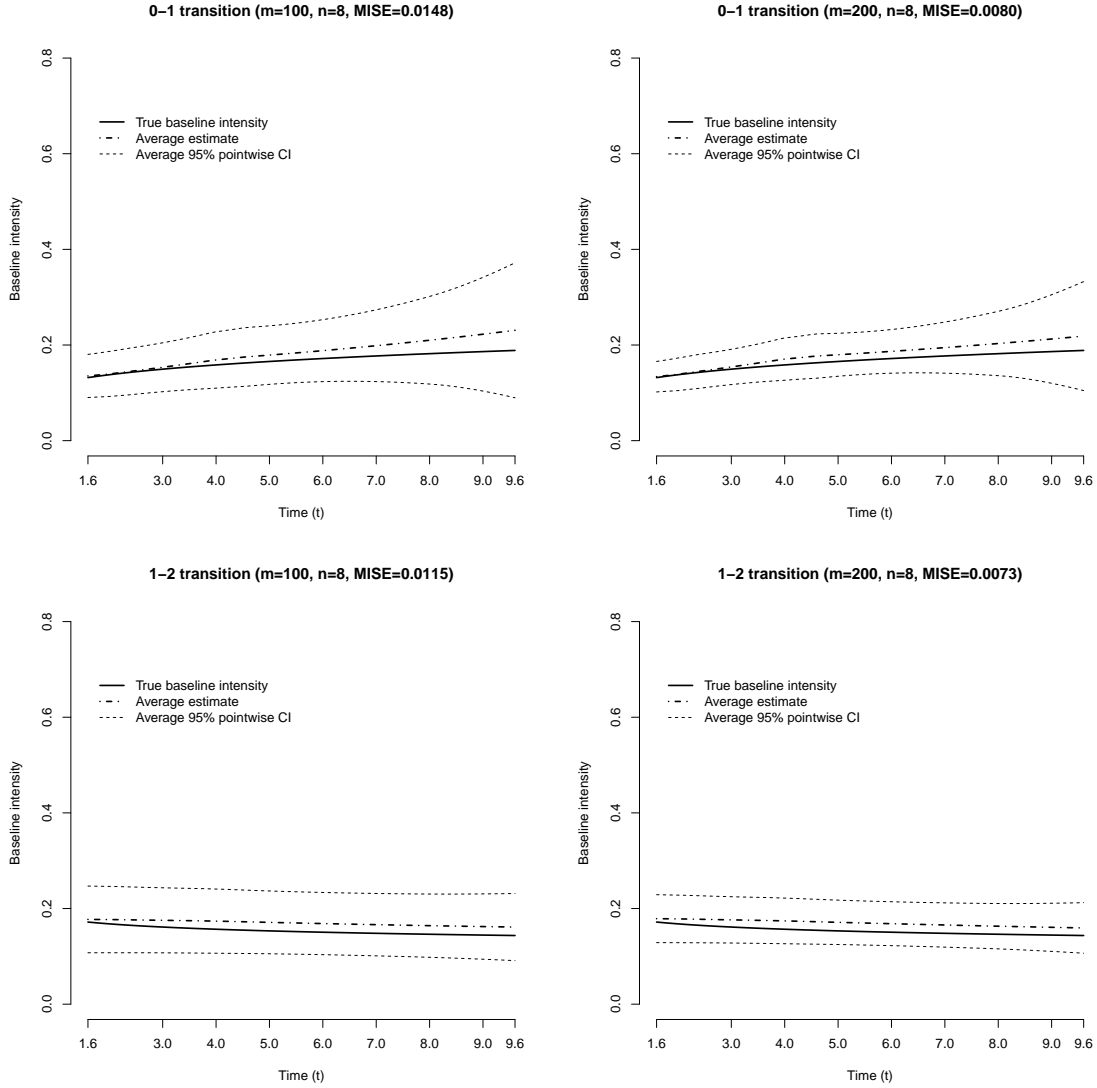 0−1 transition (m=100, n=8, MISE=0.0148)
Baseline intensity
0.0 0.2 0.4 0.6 0.8
True baseline intensity
Average estimate
Average 95% pointwise CI
1.6 3.0 4.0 5.0 6.0 7.0 8.0 9.0 9.6
Time (t)
0−1 transition (m=200, n=8, MISE=0.0080)
Baseline intensity
0.0 0.2 0.4 0.6 0.8
True baseline intensity
Average estimate
Average 95% pointwise CI
1.6 3.0 4.0 5.0 6.0 7.0 8.0 9.0 9.6
Time (t)
1−2 transition (m=100, n=8, MISE=0.0115)
Baseline intensity
0.0 0.2 0.4 0.6 0.8
True baseline intensity
Average estimate
Average 95% pointwise CI
1.6 3.0 4.0 5.0 6.0 7.0 8.0 9.0 9.6
Time (t)
1−2 transition (m=200, n=8, MISE=0.0073)
Baseline intensity
0.0 0.2 0.4 0.6 0.8
True baseline intensity
Average estimate
Average 95% pointwise CI
1.6 3.0 4.0 5.0 6.0 7.0 8.0 9.0 9.6
Time (t)